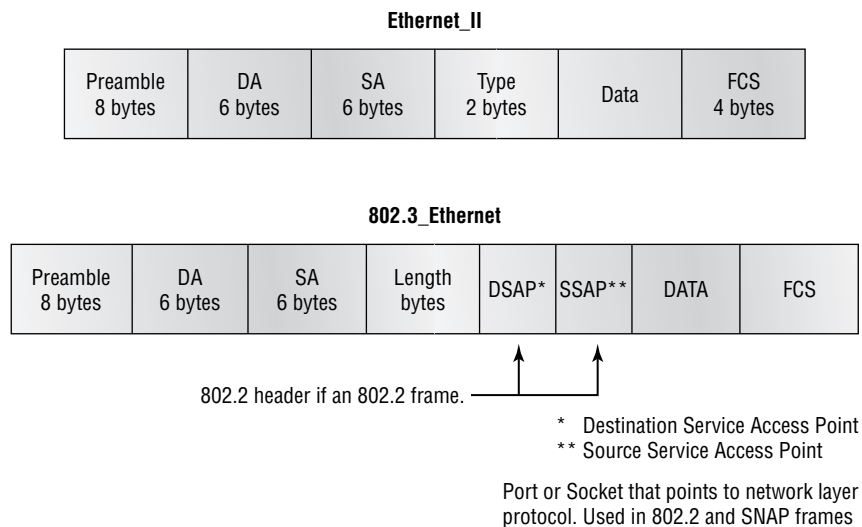 Ethernet_II
Preamble
8 bytes
DA
6 bytes
SA
6 bytes
Type
2 bytes
Data
FCS
4 bytes
802.3_Ethernet
Preamble
8 bytes
DA
6 bytes
SA
6 bytes
Length
bytes
DSAP*
SSAP**
DATA
FCS
802.2 header if an 802.2 frame.
* Destination Service Access Point
** Source Service Access Point
Port or Socket that points to network layer
protocol. Used in 802.2 and SNAP frames